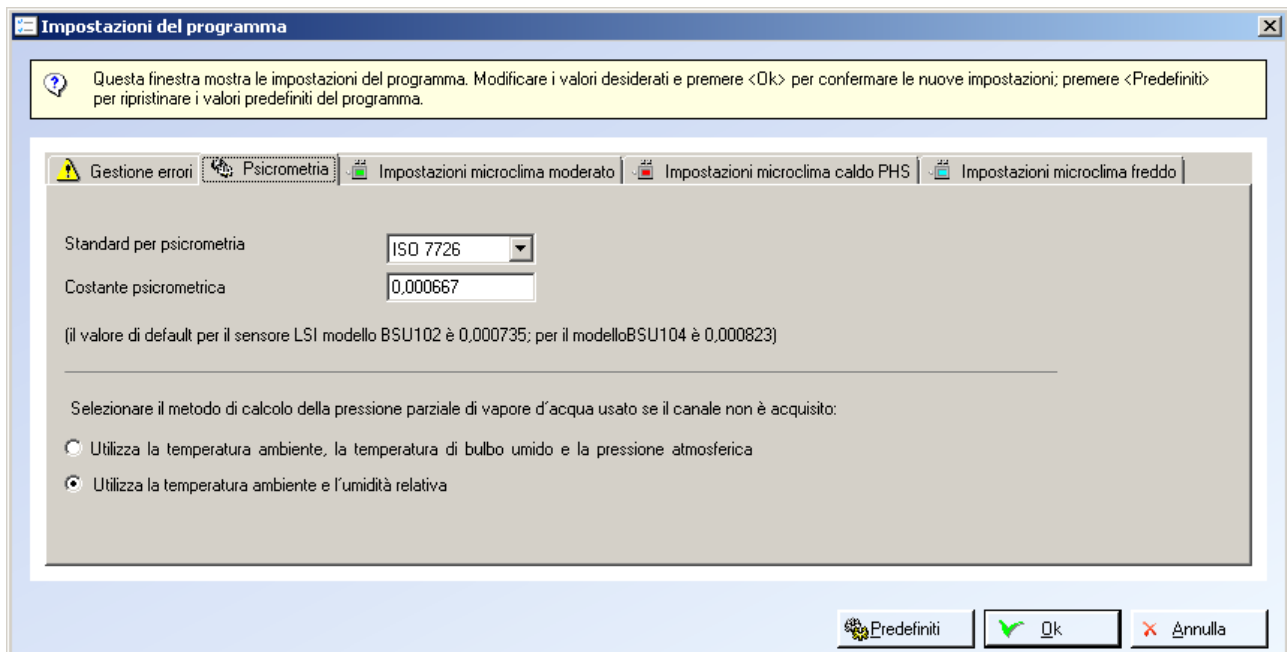 Impostazioni del programma
Questa finestra mostra le impostazioni del programma. Modificare i valori desiderati e premere <Ok> per confermare le nuove impostazioni; premere <Predefiniti>
per ripristinare i valori predefiniti del programma.
Gestione errori Psicrometria Impostazioni microclima moderato Impostazioni microclima caldo PHS Impostazioni microclima freddo
Standard per psicrometria ISO 7726
Costante psicrometrica 0,000667
(il valore di default per il sensore LSI modello BSU102 è 0,000735; per il modelloBSU104 è 0,000823)
Selezionare il metodo di calcolo della pressione parziale di vapore d´acqua usato se il canale non è acquisito:
Utilizza la temperatura ambiente, la temperatura di bulbo umido e la pressione atmosferica
Utilizza la temperatura ambiente e l´umidità relativa
Predefiniti Ok Annulla